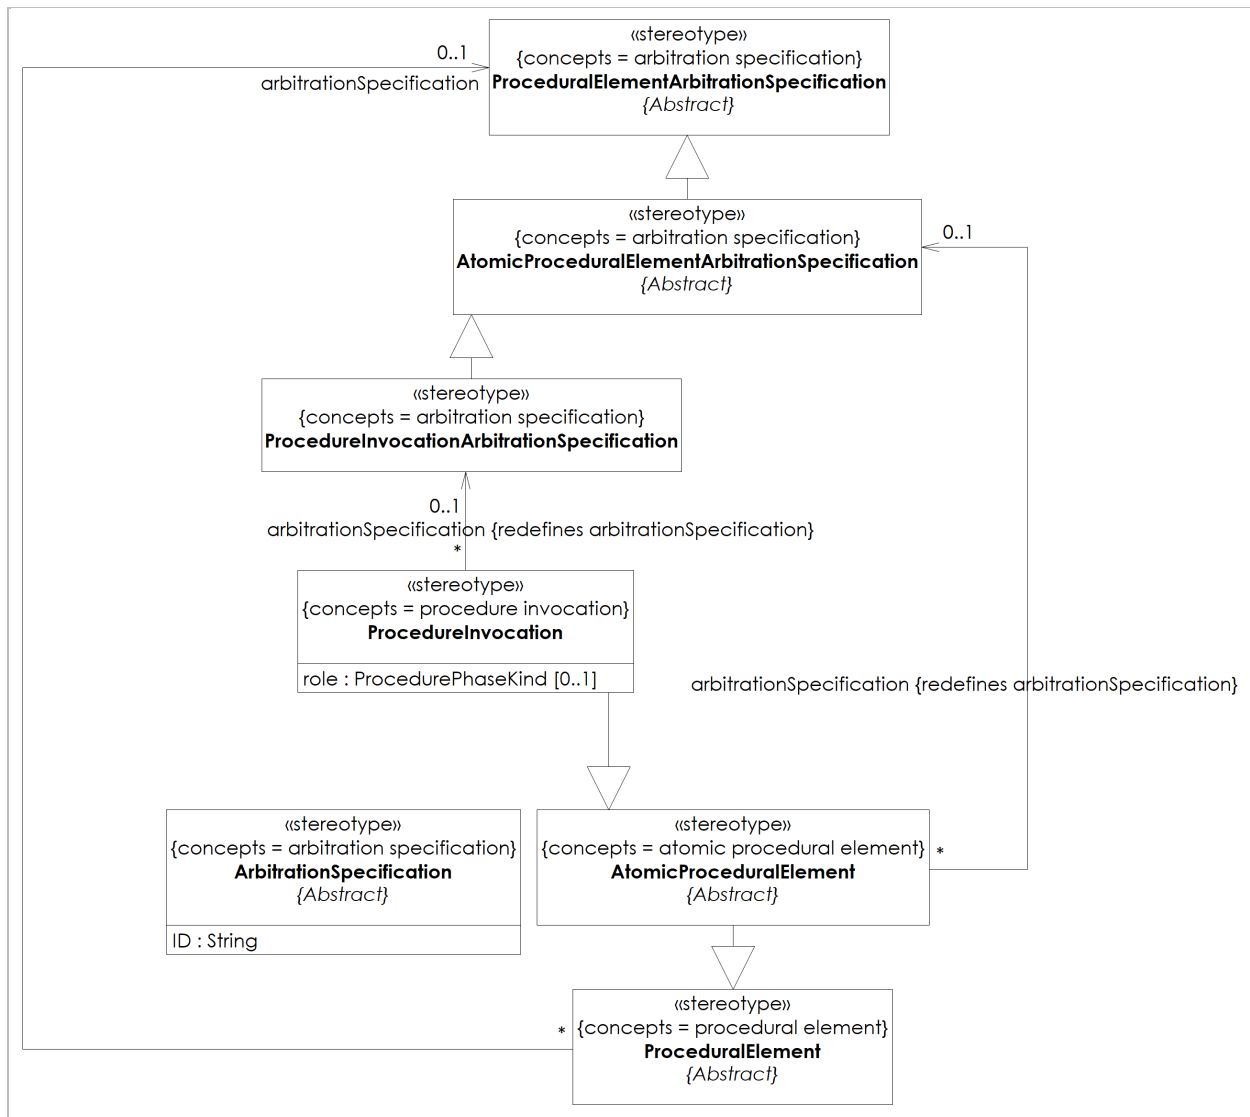 «stereotype»
{concepts = arbitration specification}
ProceduralElementArbitrationSpecification
{Abstract}
0..1
arbitrationSpecification
«stereotype»
{concepts = arbitration specification}
AtomicProceduralElementArbitrationSpecification
{Abstract}
0..1
«stereotype»
{concepts = arbitration specification}
ProcedureInvocationArbitrationSpecification
0..1
arbitrationSpecification {redefines arbitrationSpecification}
*
«stereotype»
{concepts = procedure invocation}
ProcedureInvocation
role : ProcedurePhaseKind [0..1]
arbitrationSpecification {redefines arbitrationSpecification}
«stereotype»
{concepts = arbitration specification}
ArbitrationSpecification
{Abstract}
ID : String
«stereotype»
{concepts = atomic procedural element}
AtomicProceduralElement
{Abstract}
*
«stereotype»
{concepts = procedural element}
ProceduralElement
{Abstract}
*